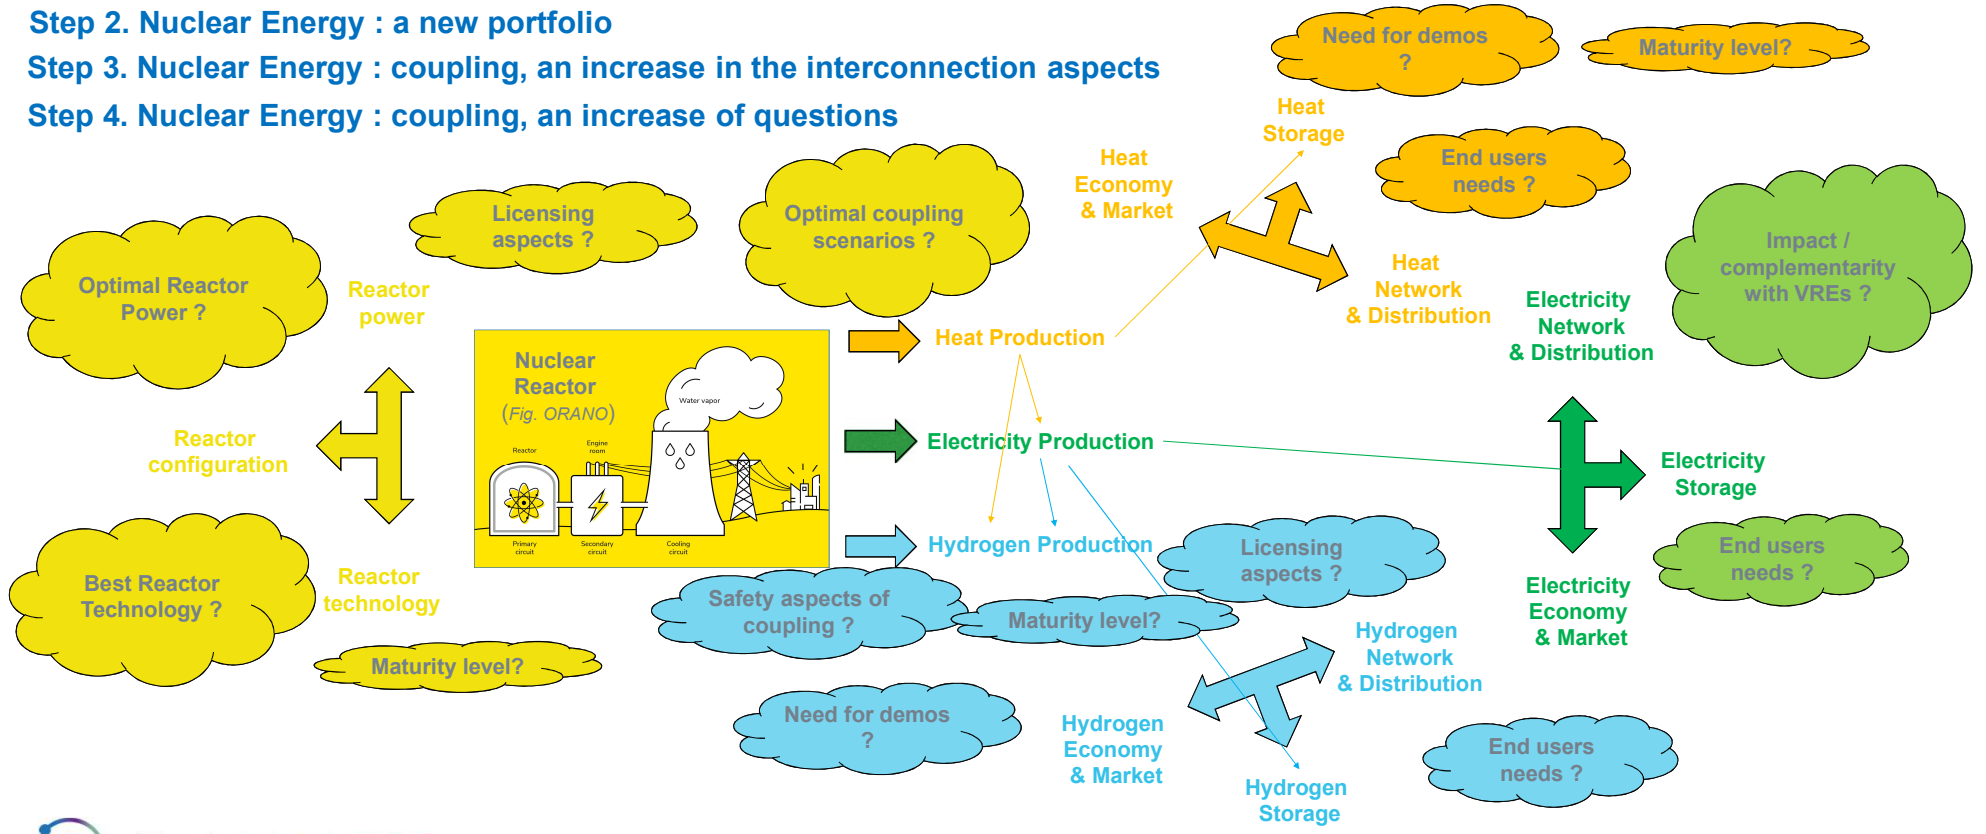 Step 2. Nuclear Energy : a new portfolio
Step 3. Nuclear Energy : coupling, an increase in the interconnection aspects
Step 4. Nuclear Energy : coupling, an increase of questions
Need for demos
?
Maturity level?
Heat
Storage
End users
needs ?
Heat
Economy
& Market
Licensing
aspects ?
Optimal coupling
scenarios ?
Impact /
complementarity
with VREs ?
Optimal Reactor
Power ?
Reactor
power
Heat
Network
& Distribution
Electricity
Network
& Distribution
Nuclear
Reactor
(Fig. ORANO)
Water vapor
Reactor
Engine
room
Primary
circuit
Secondary
circuit
Cooling
circuit
Heat Production
Electricity Production
Hydrogen Production
Reactor
configuration
Electricity
Storage
End users
needs ?
Electricity
Economy
& Market
Best Reactor
Technology ?
Reactor
technology
Maturity level?
Safety aspects of
coupling ?
Maturity level?
Licensing
aspects ?
Hydrogen
Network
& Distribution
Need for demos
?
Hydrogen
Economy
& Market
End users
needs ?
Hydrogen
Storage